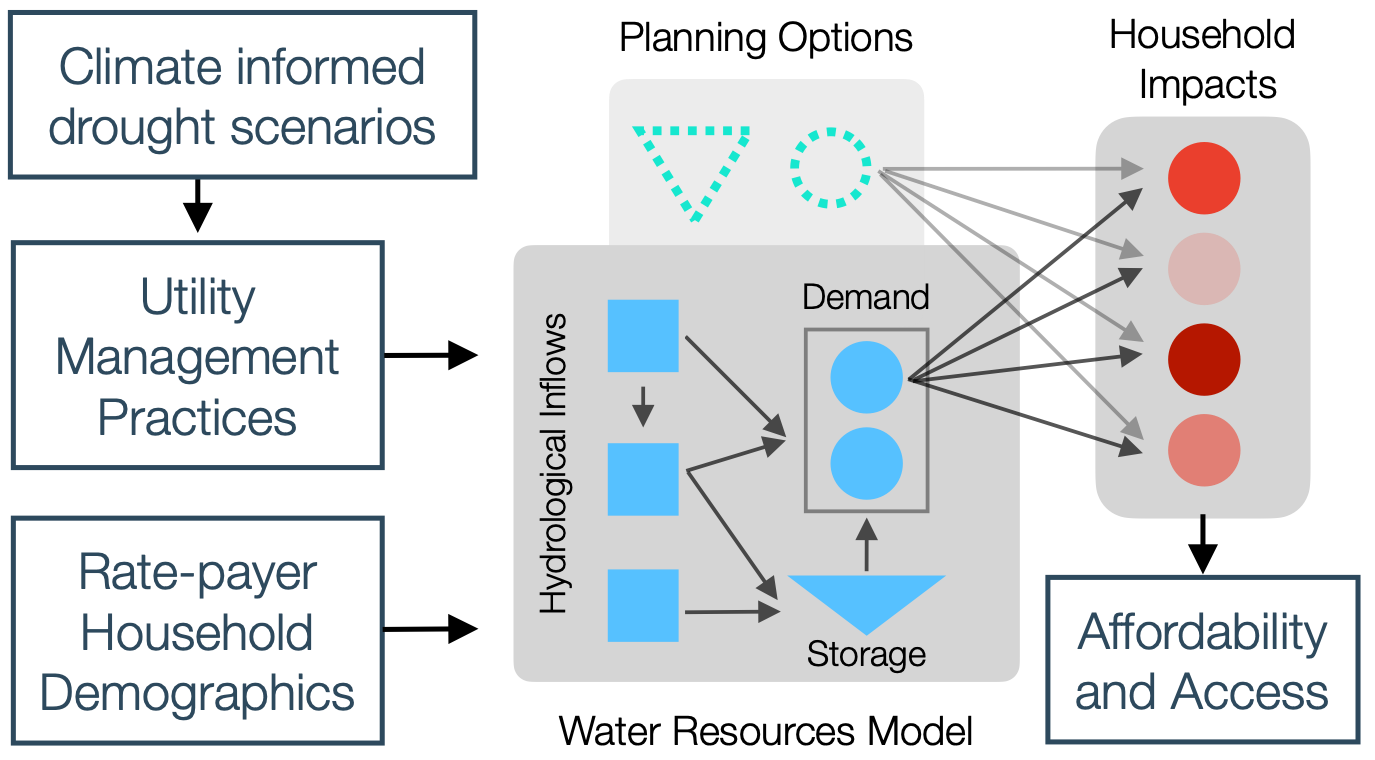 Climate informed
drought scenarios
Utility
Management
Practices
Rate-payer
Household
Demographics
Planning Options
Hydrological Inflows
Demand
Storage
Water Resources Model
Household
Impacts
Affordability
and Access